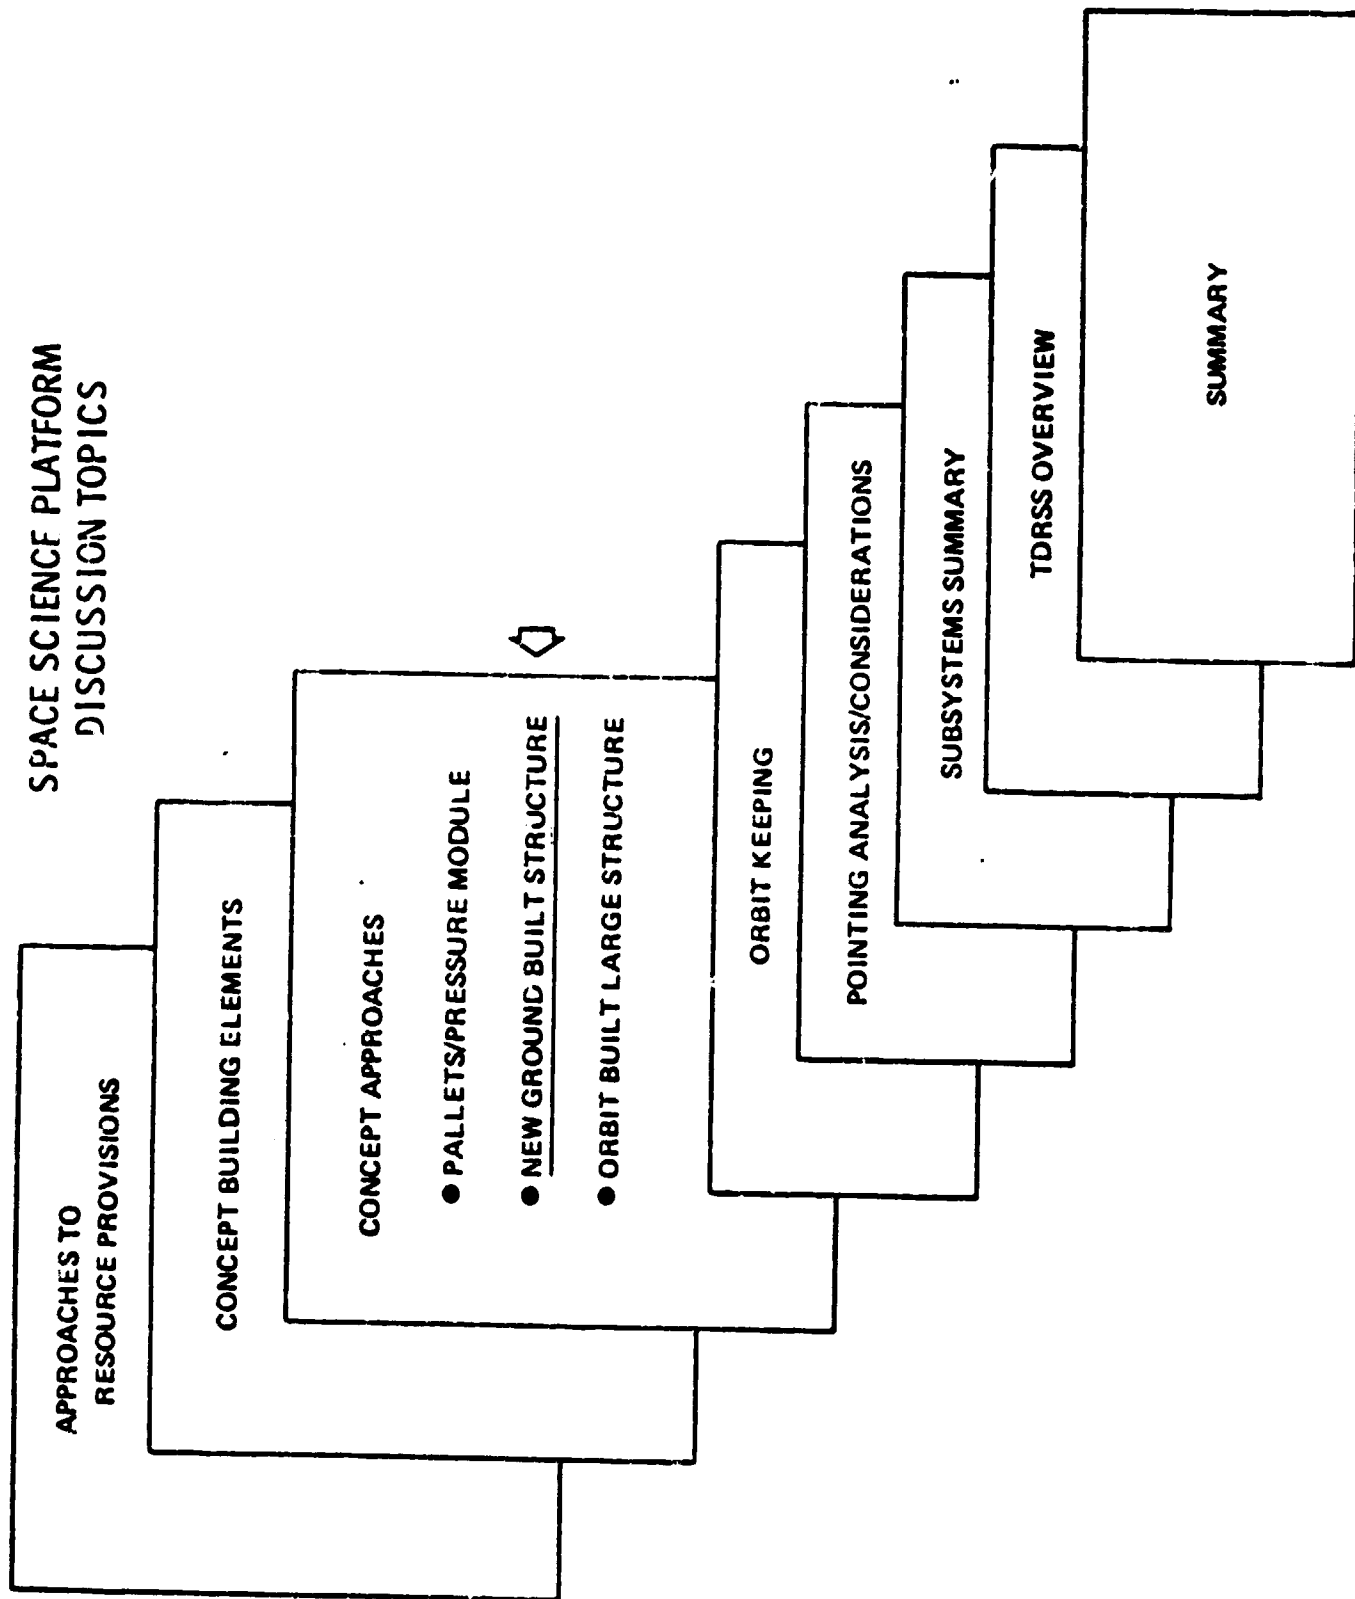 SPACE SCIENCE PLATFORM
DISCUSSION TOPICS
APPROACHES TO
RESOURCE PROVISIONS
CONCEPT BUILDING ELEMENTS
CONCEPT APPROACHES
● PALLETS/PRESSURE MODULE
● NEW GROUND BUILT STRUCTURE
● ORBIT BUILT LARGE STRUCTURE
ORBIT KEEPING
POINTING ANALYSIS/CONSIDERATIONS
SUBSYSTEMS SUMMARY
TDRSS OVERVIEW
SUMMARY